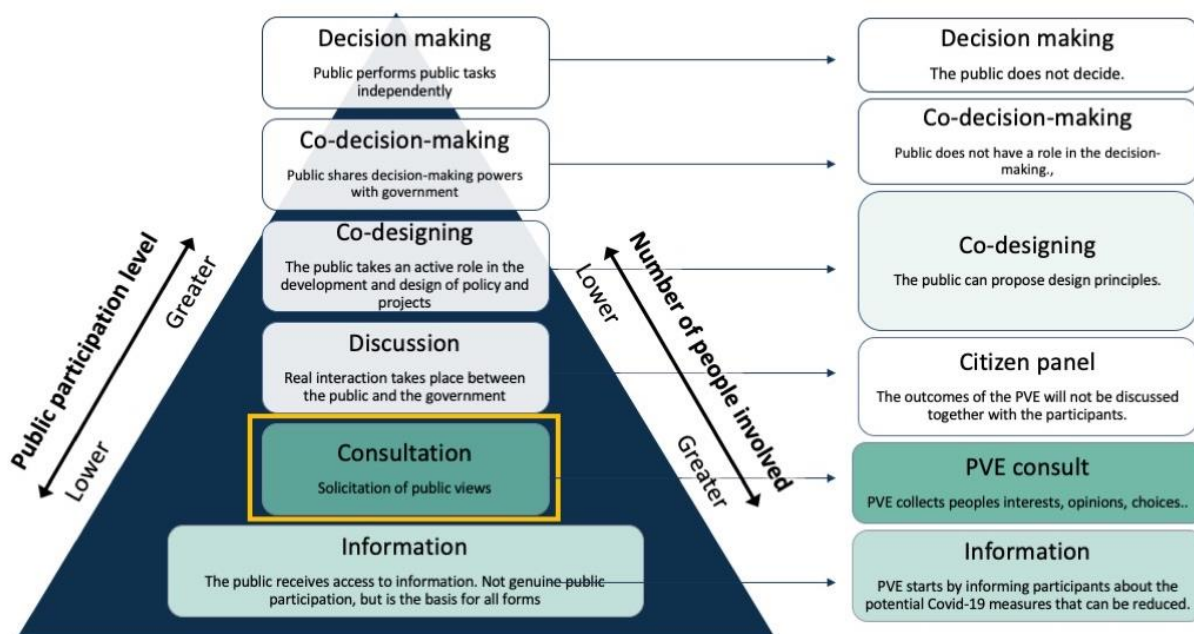 Decision making
Public performs public tasks
independently
Co-decision-making
Public shares decision-making powers
with government
Co-designing
The public takes an active role in the
development and design of policy and
projects
Discussion
Real interaction takes place between
the public and the government
Consultation
Solicitation of public views
Information
The public receives access to information. Not genuine public
participation, but is the basis for all forms
Public participation level
Greater
Lower
Number of people involved
Lower
Greater
Decision making
The public does not decide.
Co-decision-making
Public does not have a role in the decision-
making.,
Co-designing
The public can propose design principles.
Citizen panel
The outcomes of the PVE will not be discussed
together with the participants.
PVE consult
PVE collects peoples interests, opinions, choices..
Information
PVE starts by informing participants about the
potential Covid-19 measures that can be reduced.